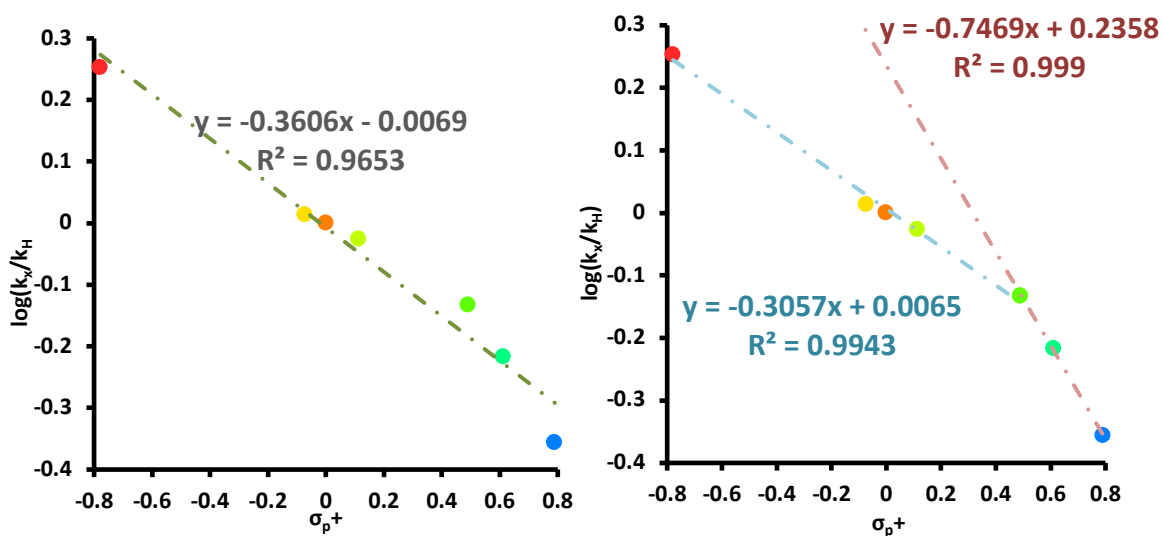 0.3
0.2
0.1
0
-0.1
-0.2
-0.3
-0.4
log(kₓ/k_H)
y = -0.3606x - 0.0069
R² = 0.9653
-0.8 -0.6 -0.4 -0.2 0 0.2 0.4 0.6 0.8
σₚ+
0.3
0.2
0.1
0
-0.1
-0.2
-0.3
-0.4
log(kₓ/k_H)
y = -0.7469x + 0.2358
R² = 0.999
y = -0.3057x + 0.0065
R² = 0.9943
-0.8 -0.6 -0.4 -0.2 0 0.2 0.4 0.6 0.8
σₚ+